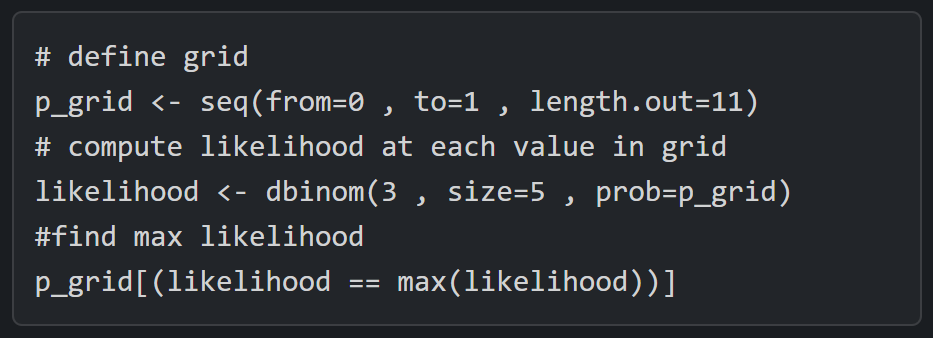 # define grid
p_grid <- seq(from=0 , to=1 , length.out=11)
# compute likelihood at each value in grid
likelihood <- dbinom(3 , size=5 , prob=p_grid)
#find max likelihood
p_grid[(likelihood == max(likelihood))]